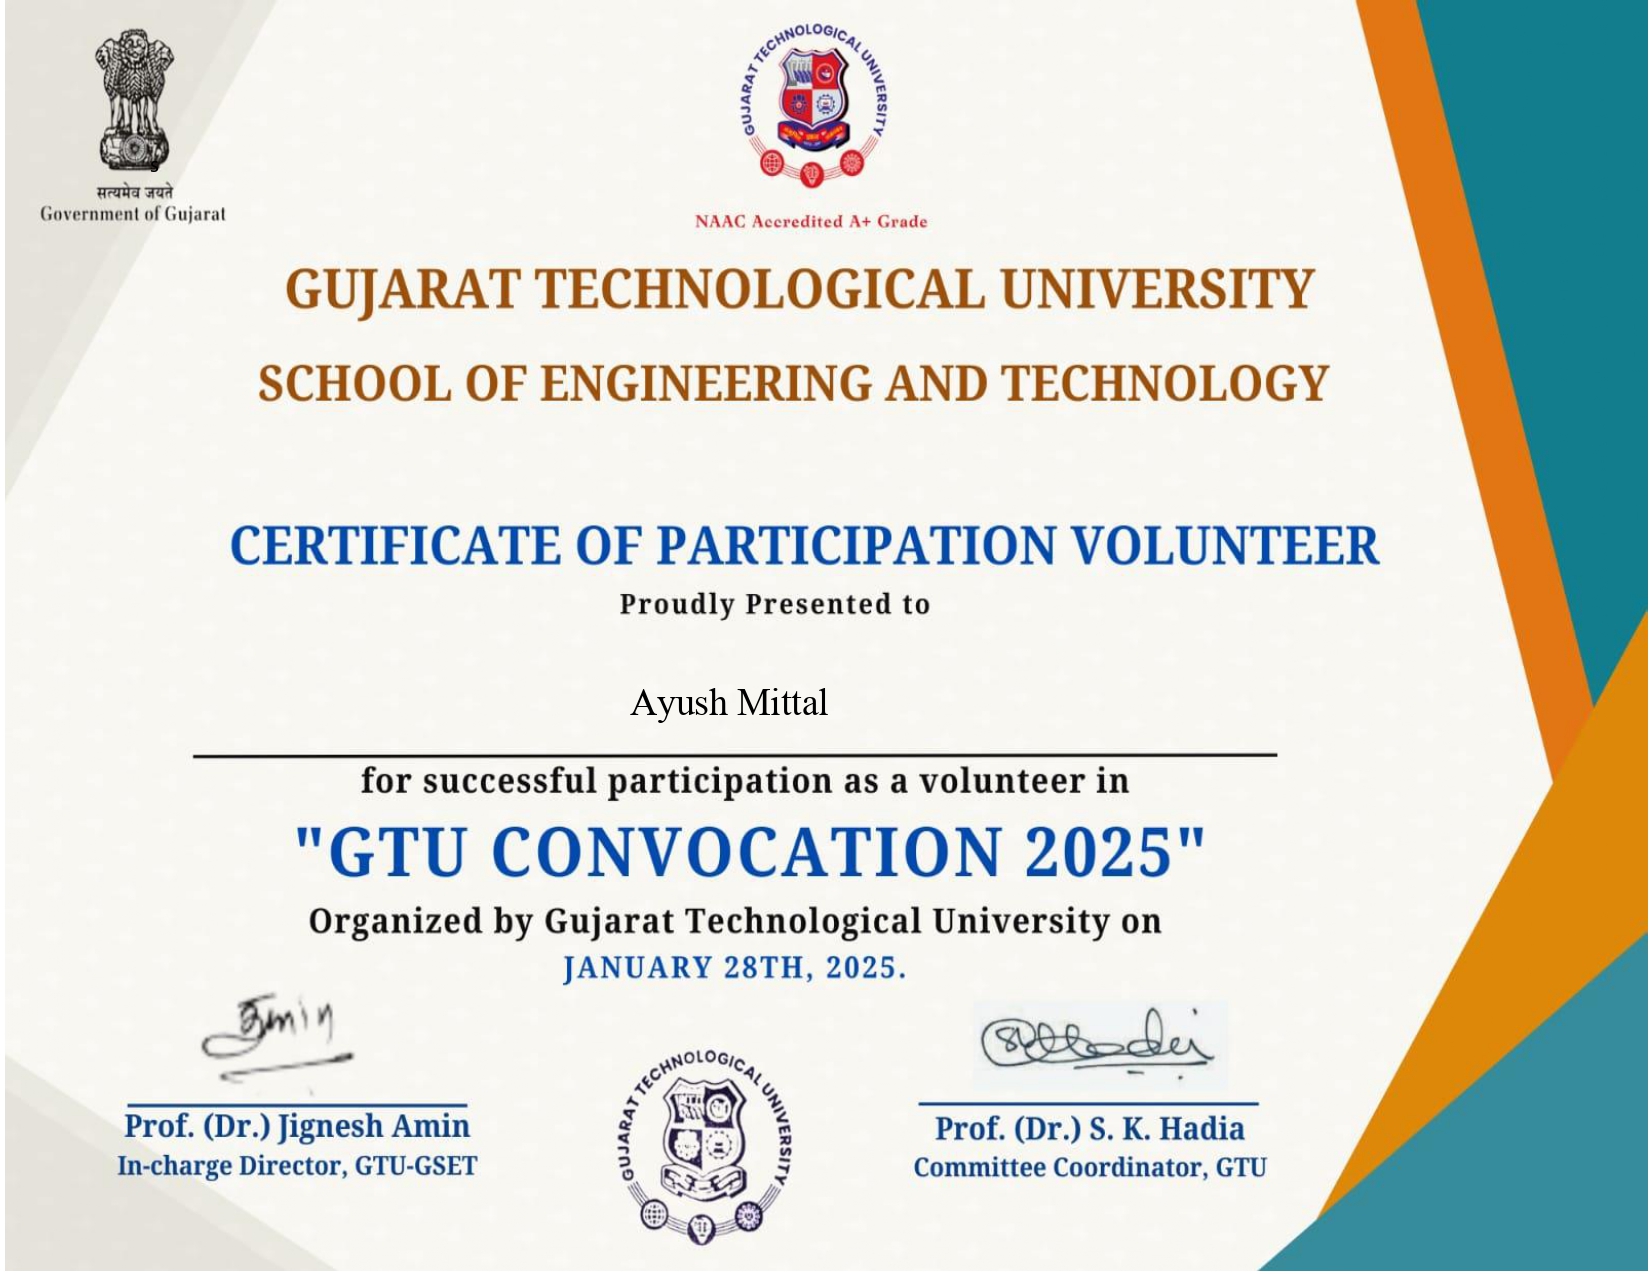 सत्यमेव जयते
Government of Gujarat
GUJARAT TECHNOLOGICAL UNIVERSITY
NAAC Accredited A+ Grade
GUJARAT TECHNOLOGICAL UNIVERSITY
SCHOOL OF ENGINEERING AND TECHNOLOGY
CERTIFICATE OF PARTICIPATION VOLUNTEER
Proudly Presented to
Ayush Mittal
for successful participation as a volunteer in
"GTU CONVOCATION 2025"
Organized by Gujarat Technological University on
JANUARY 28TH, 2025.
Prof. (Dr.) Jignesh Amin
In-charge Director, GTU-GSET
GUJARAT TECHNOLOGICAL UNIVERSITY
Prof. (Dr.) S. K. Hadia
Committee Coordinator, GTU